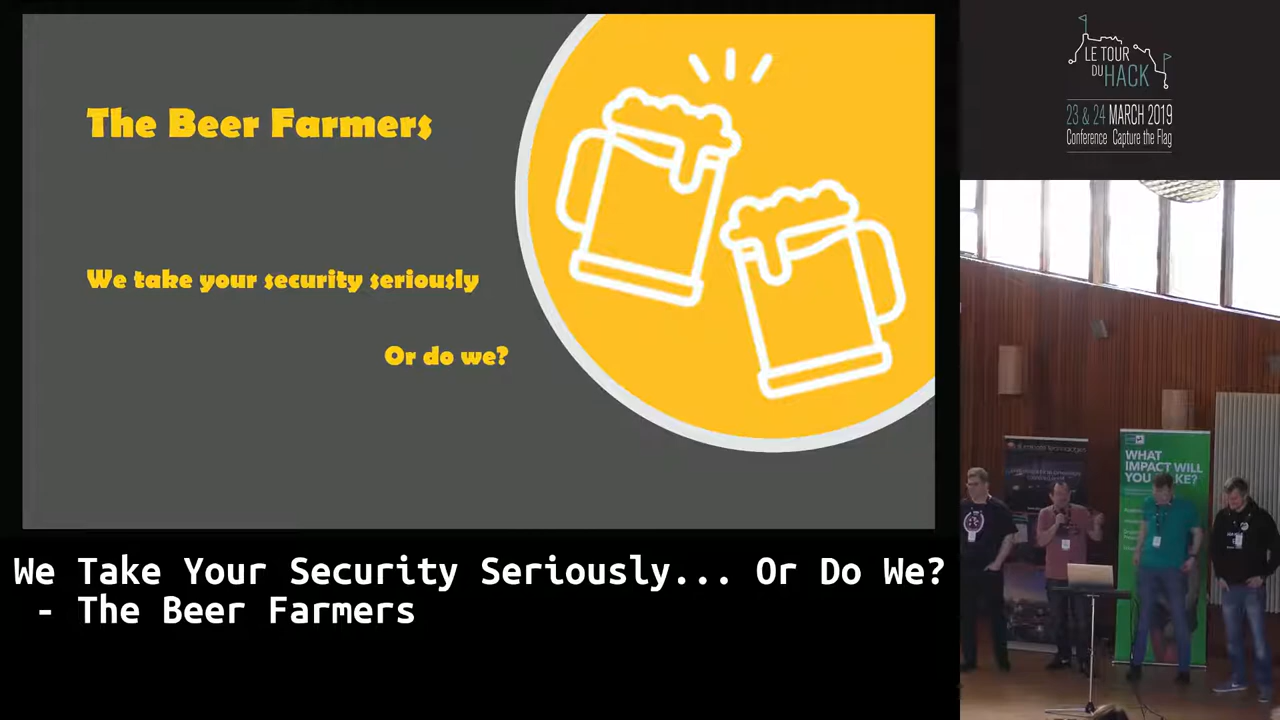 The Beer Farmers
We take your security seriously
Or do we?
LE TOUR
DU HACK
23 & 24 MARCH 2019
Conference Capture the Flag
WHAT
IMPACT WILL
YOU
KE?
We Take Your Security Seriously... Or Do We?
- The Beer Farmers